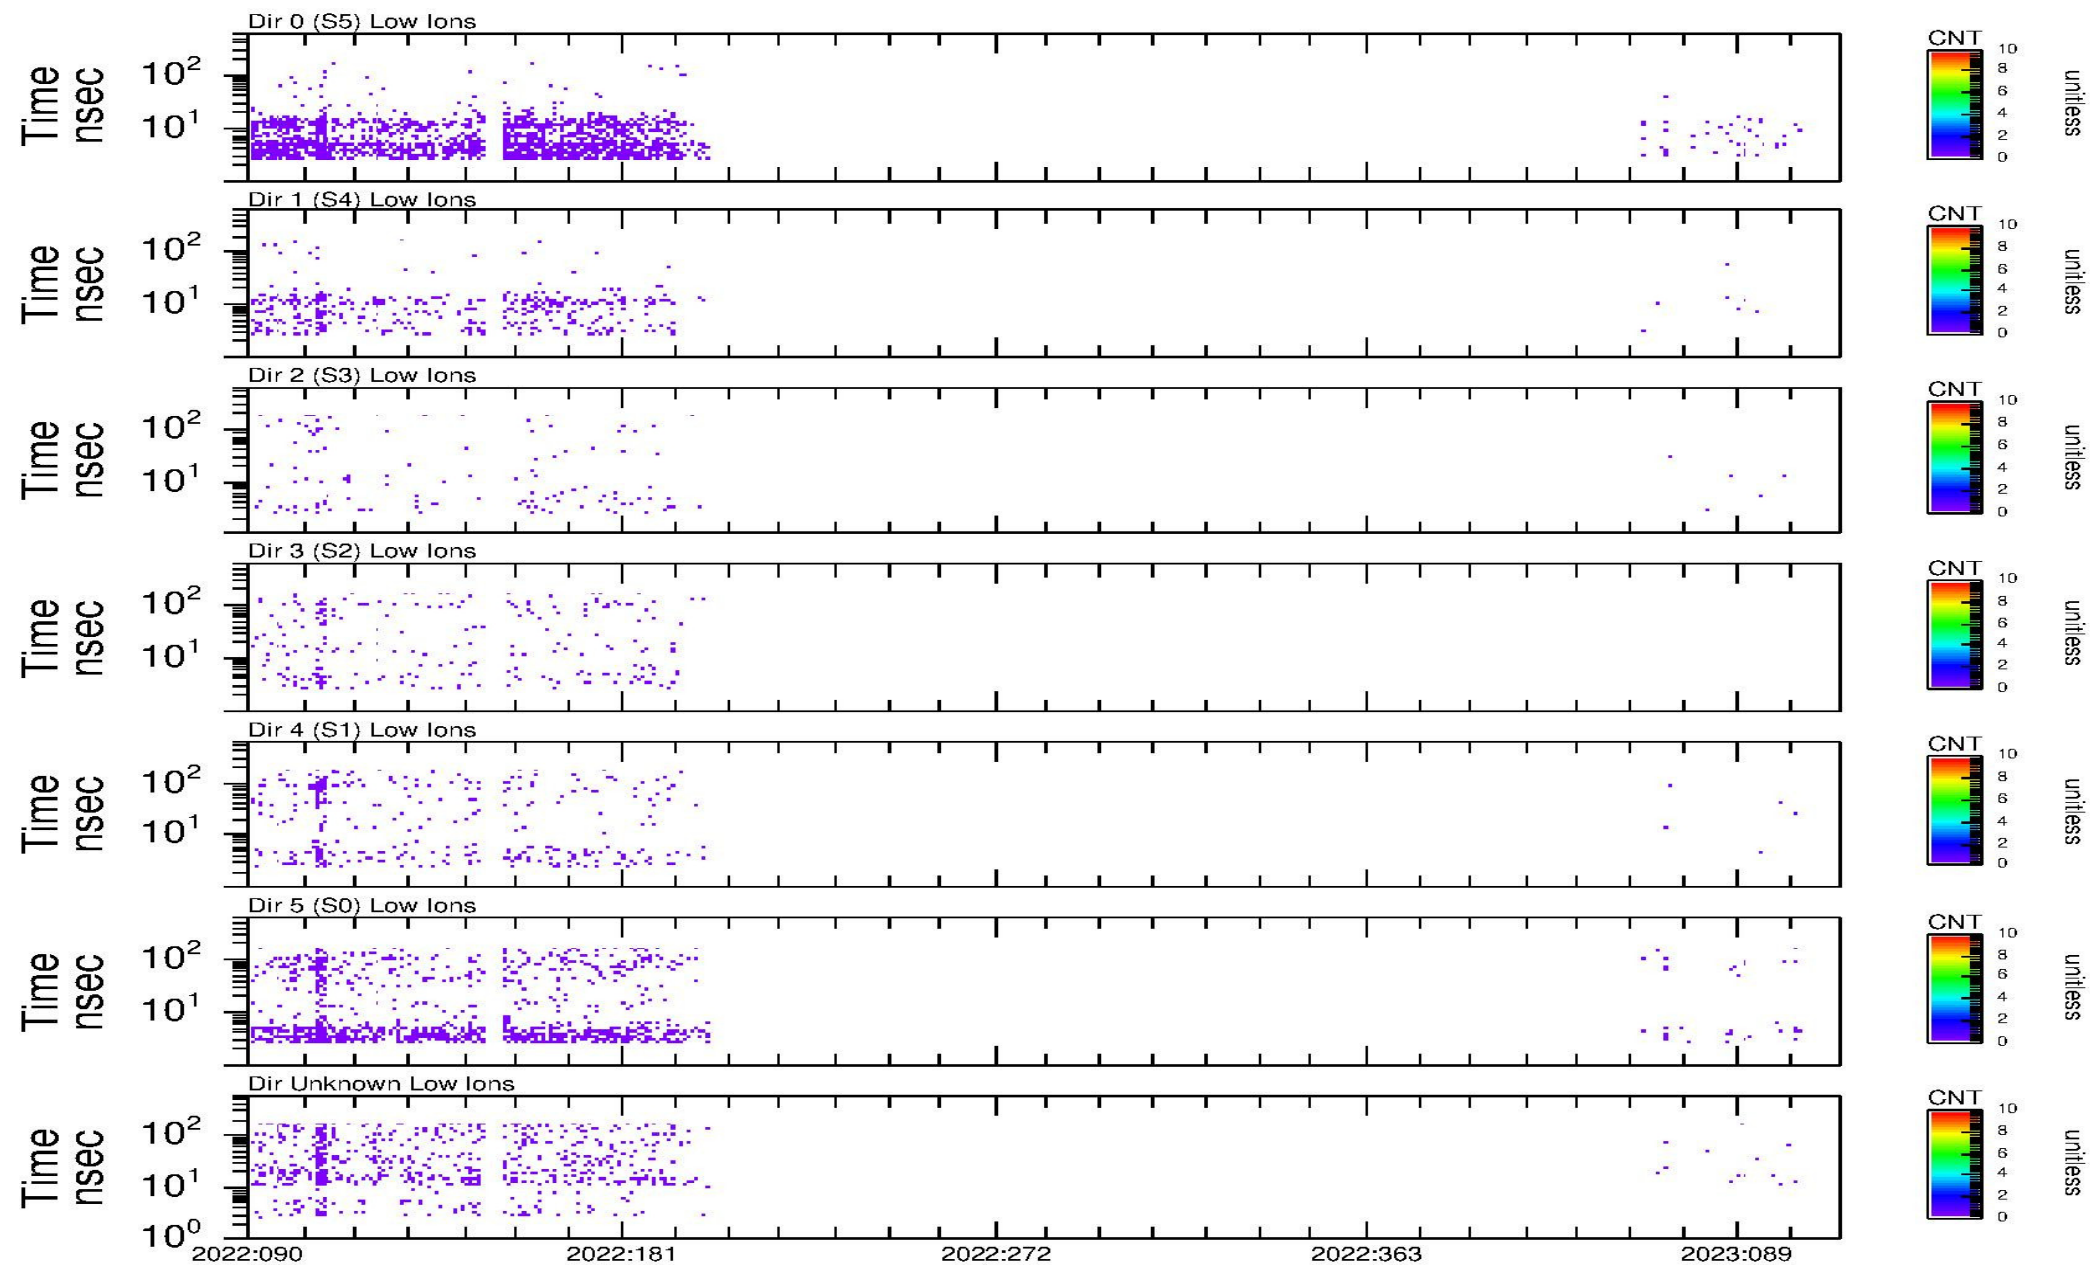 Dir 0 (S5) Low Ions
Time
nsec
10²
10¹
CNT
10
8
6
4
2
0
unitless
Dir 1 (S4) Low Ions
Time
nsec
10²
10¹
CNT
10
8
6
4
2
0
unitless
Dir 2 (S3) Low Ions
Time
nsec
10²
10¹
CNT
10
8
6
4
2
0
unitless
Dir 3 (S2) Low Ions
Time
nsec
10²
10¹
CNT
10
8
6
4
2
0
unitless
Dir 4 (S1) Low Ions
Time
nsec
10²
10¹
CNT
10
8
6
4
2
0
unitless
Dir 5 (S0) Low Ions
Time
nsec
10²
10¹
CNT
10
8
6
4
2
0
unitless
Dir Unknown Low Ions
Time
nsec
10²
10¹
10⁰
CNT
10
8
6
4
2
0
unitless
2022:090 2022:181 2022:272 2022:363 2023:089